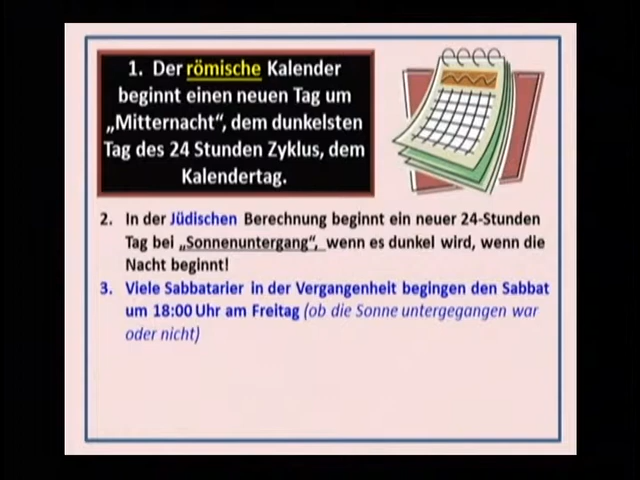 1. Der römische Kalender
beginnt einen neuen Tag um
„Mitternacht“, dem dunkelsten
Tag des 24 Stunden Zyklus, dem
Kalendertag.
2. In der Jüdischen Berechnung beginnt ein neuer 24-Stunden
Tag bei „Sonnenuntergang“, wenn es dunkel wird, wenn die
Nacht beginnt!
3. Viele Sabbatarier in der Vergangenheit begingen den Sabbat
um 18:00 Uhr am Freitag (ob die Sonne untergegangen war
oder nicht)